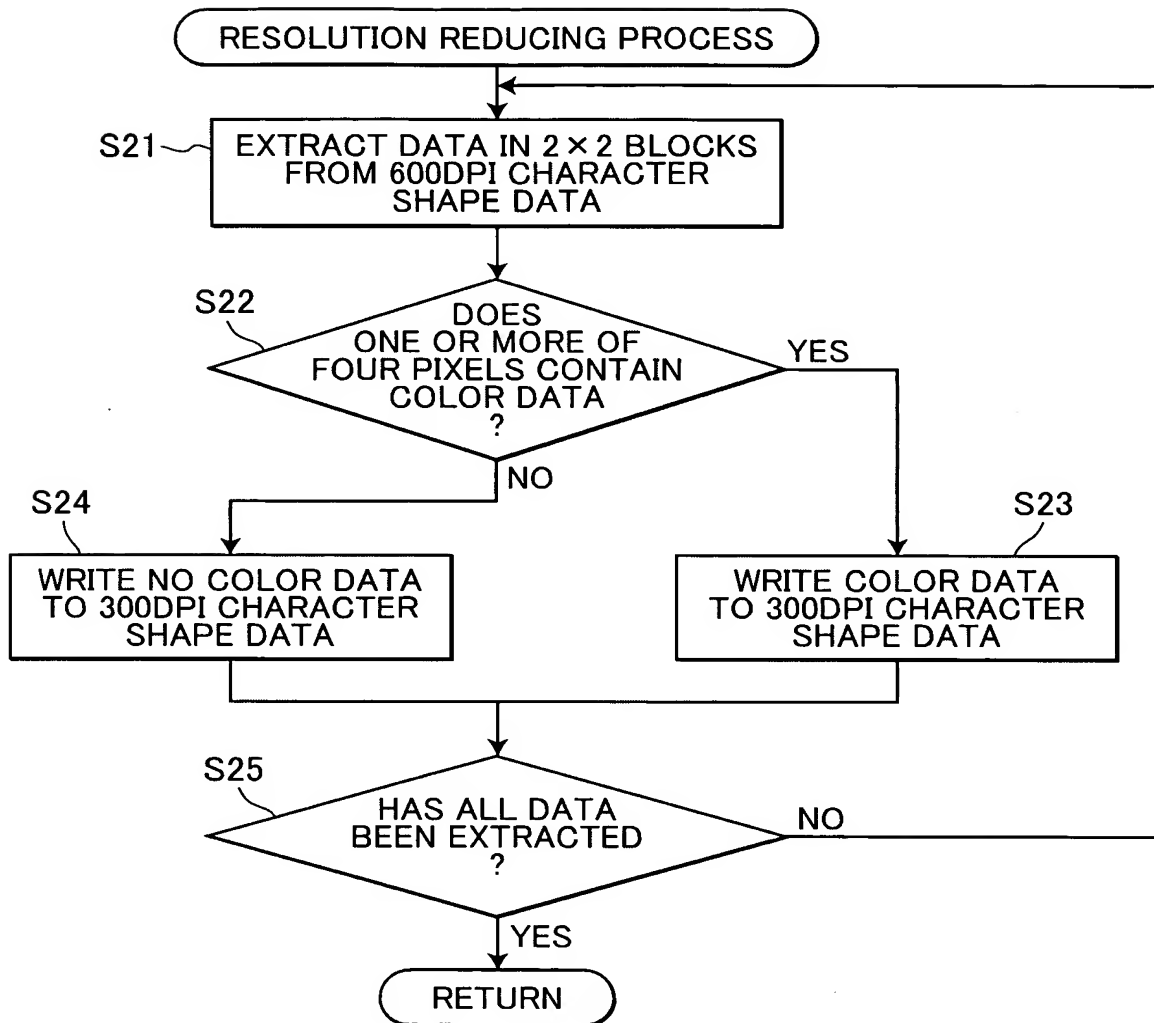 RESOLUTION REDUCING PROCESS
S21
EXTRACT DATA IN 2×2 BLOCKS
FROM 600DPI CHARACTER
SHAPE DATA
S22
DOES
ONE OR MORE OF
FOUR PIXELS CONTAIN
COLOR DATA
?
YES
NO
S24
WRITE NO COLOR DATA
TO 300DPI CHARACTER
SHAPE DATA
S23
WRITE COLOR DATA
TO 300DPI CHARACTER
SHAPE DATA
S25
HAS ALL DATA
BEEN EXTRACTED
?
NO
YES
RETURN